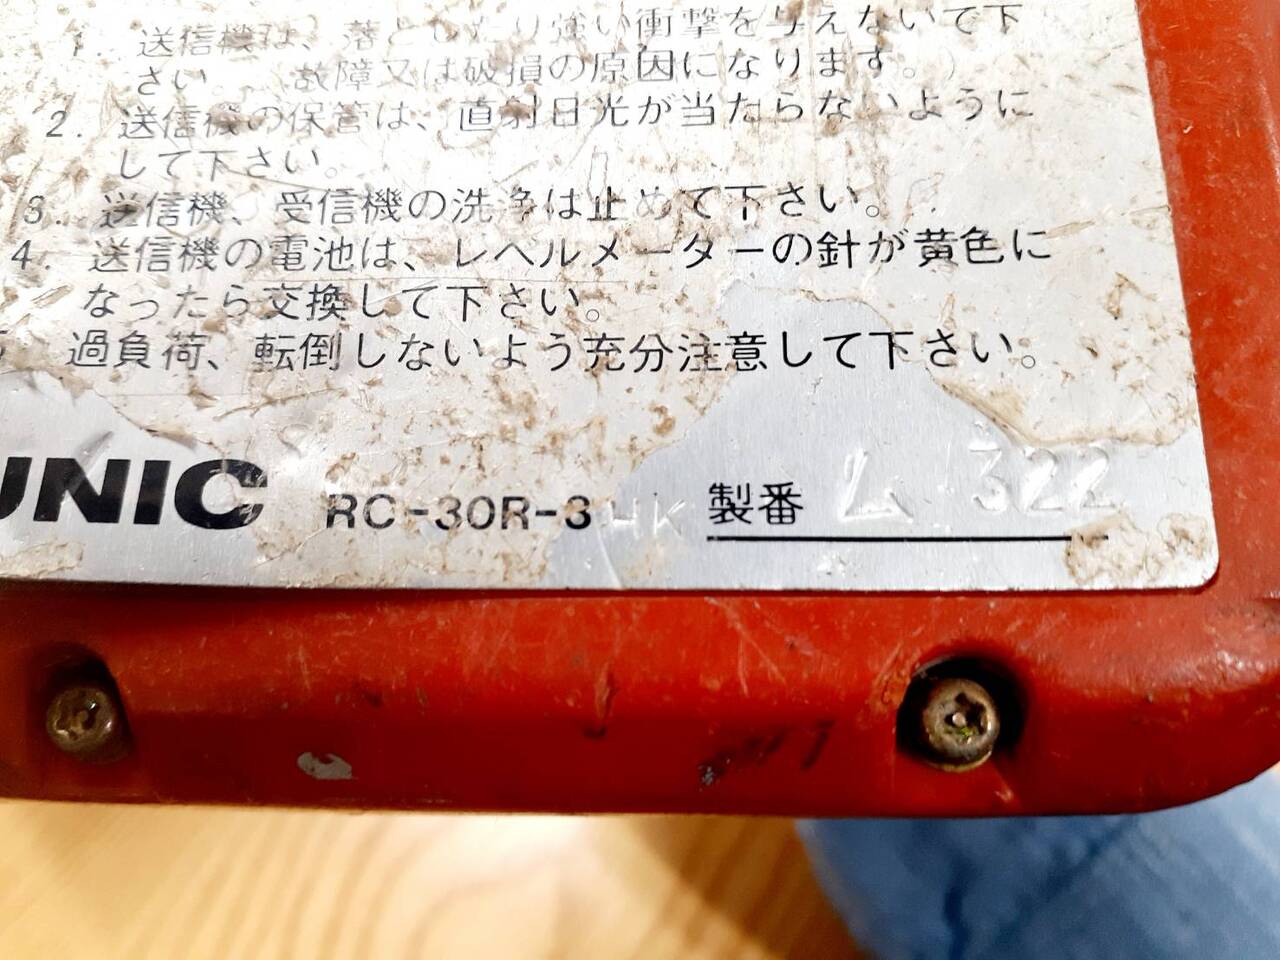 1. 送信機は、落としたり強い衝撃を与えないで下
さい。 故障又は破損の原因になります。)
2. 送信機の保管は、直射日光が当たらないように
して下さい。
3. 送信機、受信機の洗浄は止めて下さい。
4. 送信機の電池は、レベルメーターの針が黄色に
なったら交換して下さい。
過負荷、転倒しないよう充分注意して下さい。
UNIC RC-30R-3HK 製番 322